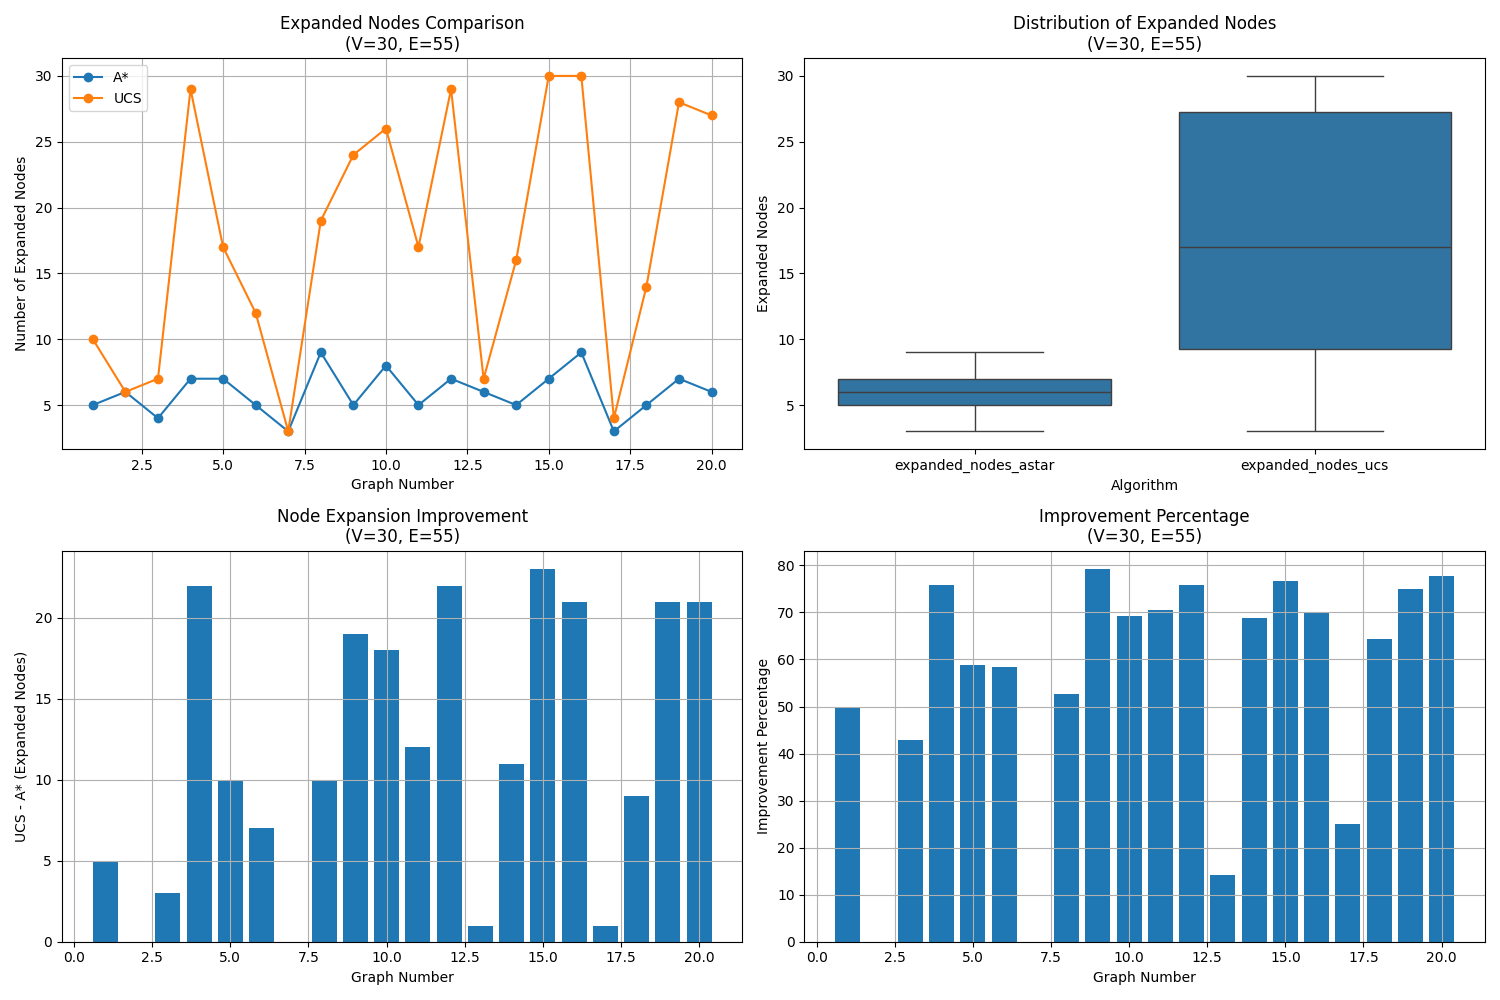 Expanded Nodes Comparison
(V=30, E=55)
Number of Expanded Nodes
30
25
20
15
10
5
A*
UCS
2.5 5.0 7.5 10.0 12.5 15.0 17.5 20.0
Graph Number
Distribution of Expanded Nodes
(V=30, E=55)
Expanded Nodes
30
25
20
15
10
5
expanded_nodes_astar expanded_nodes_ucs
Algorithm
Node Expansion Improvement
(V=30, E=55)
UCS - A* (Expanded Nodes)
20
15
10
5
0
0.0 2.5 5.0 7.5 10.0 12.5 15.0 17.5 20.0
Graph Number
Improvement Percentage
(V=30, E=55)
Improvement Percentage
80
70
60
50
40
30
20
10
0
0.0 2.5 5.0 7.5 10.0 12.5 15.0 17.5 20.0
Graph Number